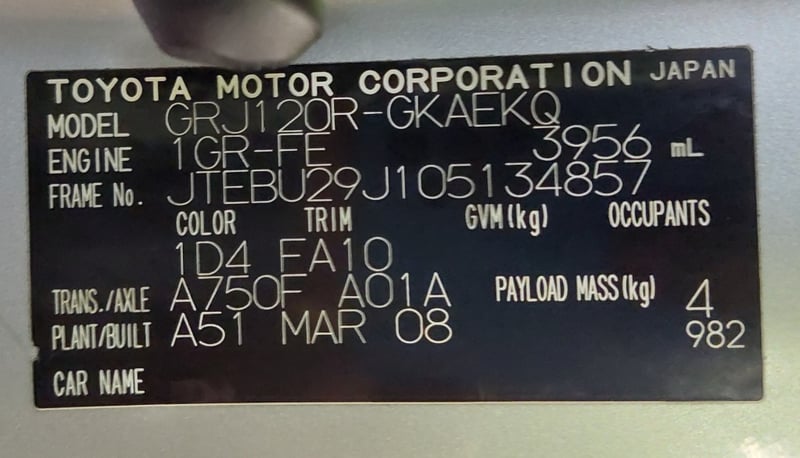 TOYOTA MOTOR CORPORATION JAPAN
MODEL GRJ120R-GKAEKQ
ENGINE 1GR-FE 3956 mL
FRAME No. JTEBU29J105134857
COLOR TRIM GVM(kg) OCCUPANTS
1D4 FA10
TRANS./AXLE A750F A01A PAYLOAD MASS(kg) 4
PLANT/BUILT A51 MAR 08 982
CAR NAME